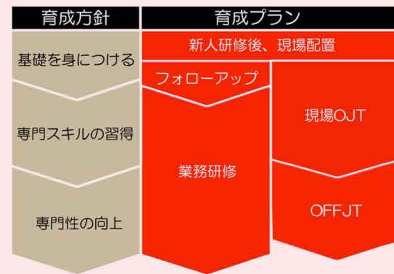 育成方針
育成プラン
基礎を身につける
新人研修後、現場配置
フォローアップ
専門スキルの習得
業務研修
現場OJT
専門性の向上
OFFJT